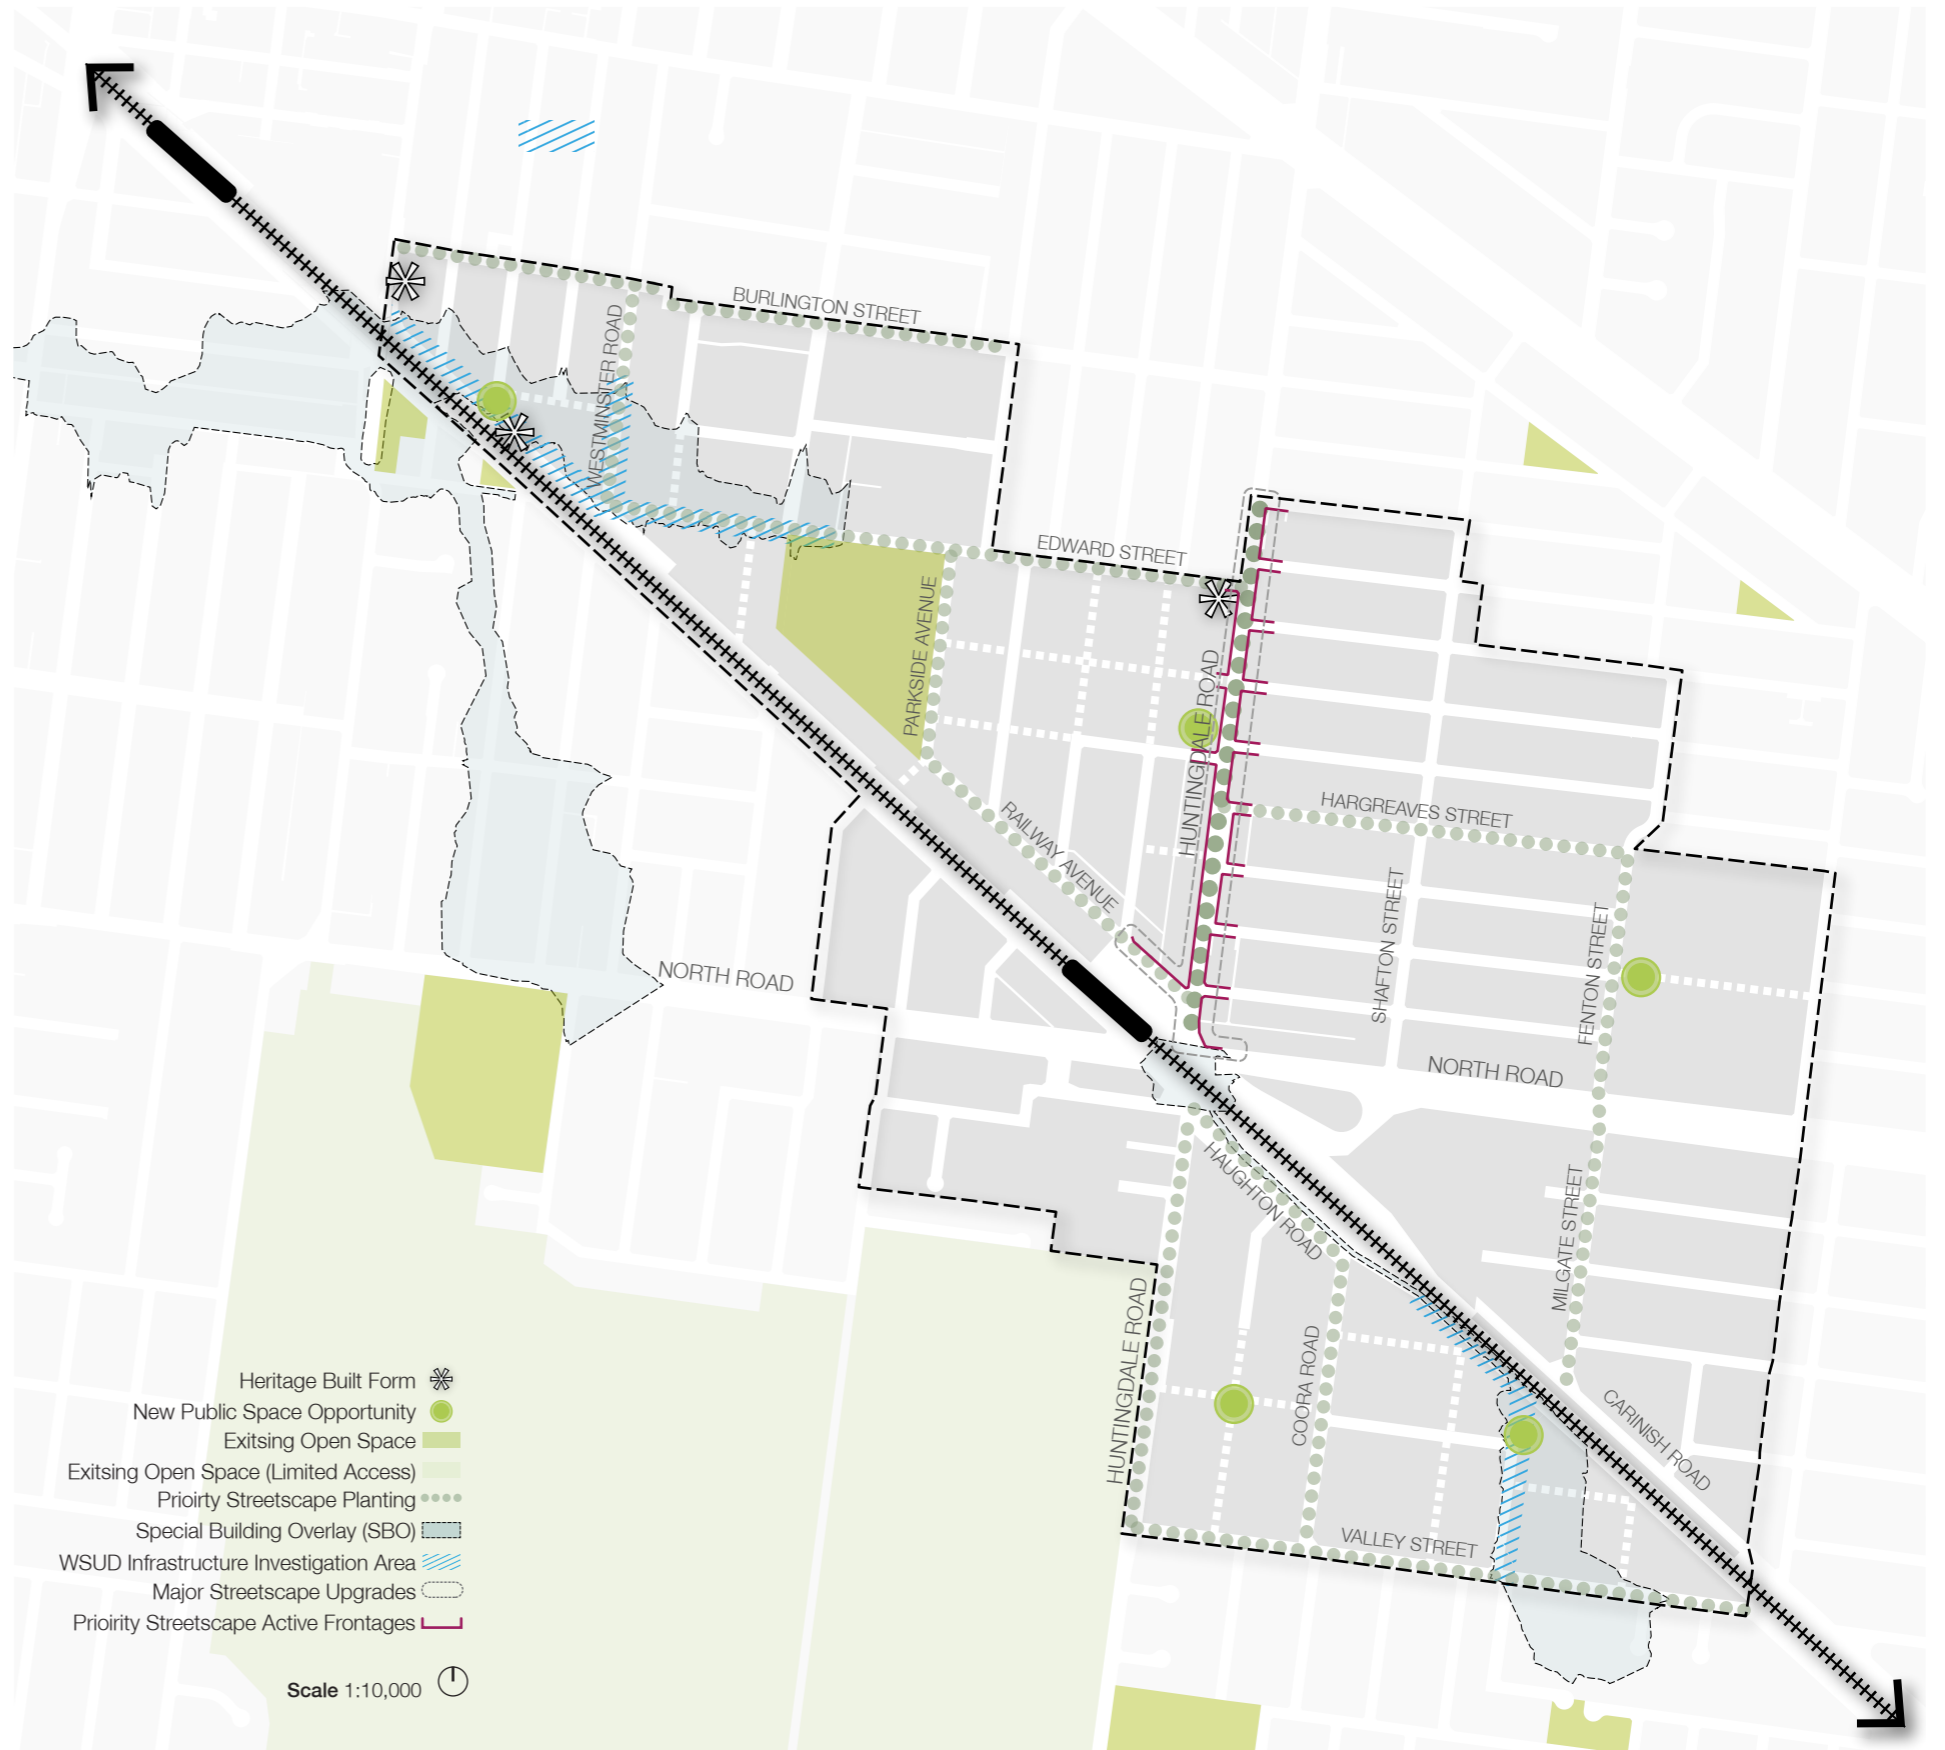 BURLINGTON STREET
WESTMINSTER ROAD
EDWARD STREET
PARKSIDE AVENUE
HUNTINGDALE ROAD
RAILWAY AVENUE
HARGREAVES STREET
SHAFTON STREET
FENTON STREET
NORTH ROAD
NORTH ROAD
HAUGHTON ROAD
MILGATE STREET
HUNTINGDALE ROAD
COORA ROAD
CARINISH ROAD
VALLEY STREET
Heritage Built Form
New Public Space Opportunity
Exitsing Open Space
Exitsing Open Space (Limited Access)
Prioirty Streetscape Planting
Special Building Overlay (SBO)
WSUD Infrastructure Investigation Area
Major Streetscape Upgrades
Prioirity Streetscape Active Frontages
Scale 1:10,000